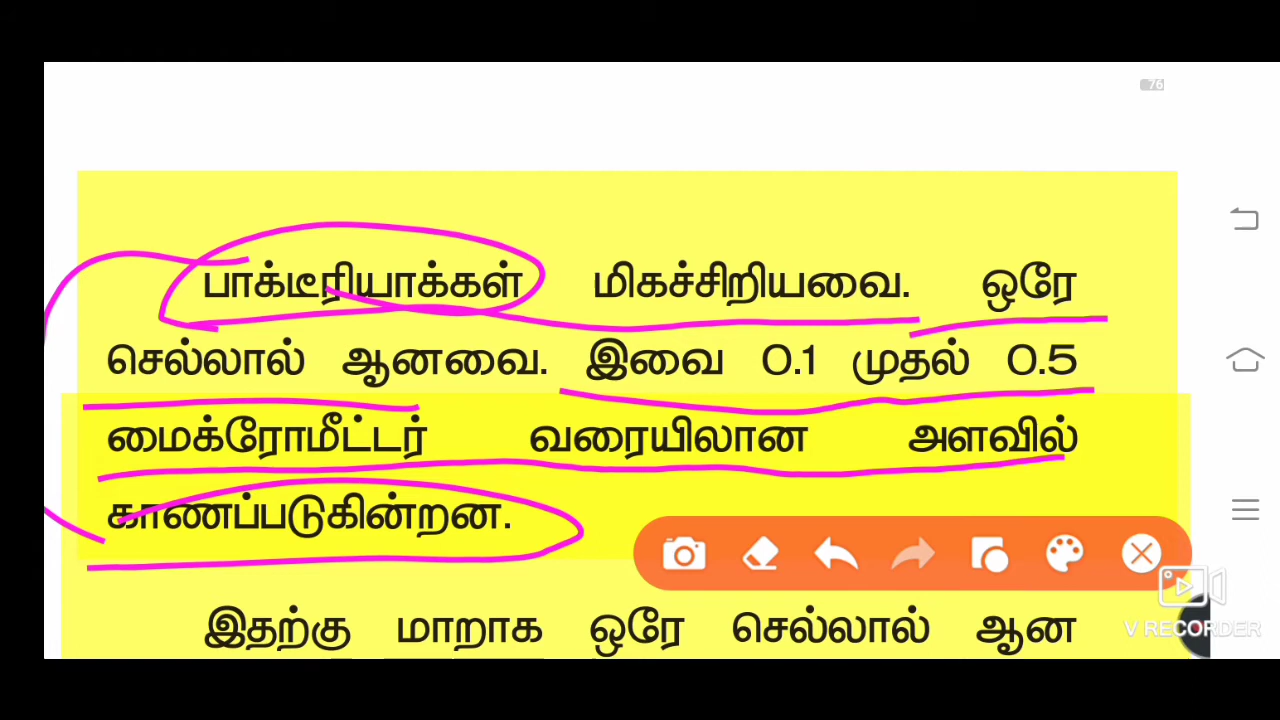 76
பாக்டீரியாக்கள் மிகச்சிறியவை. ஒரே
செல்லால் ஆனவை. இவை 0.1 முதல் 0.5
மைக்ரோமீட்டர் வரையிலான அளவில்
காணப்படுகின்றன.
இதற்கு மாறாக ஒரே செல்லால் ஆன
V RECORDER